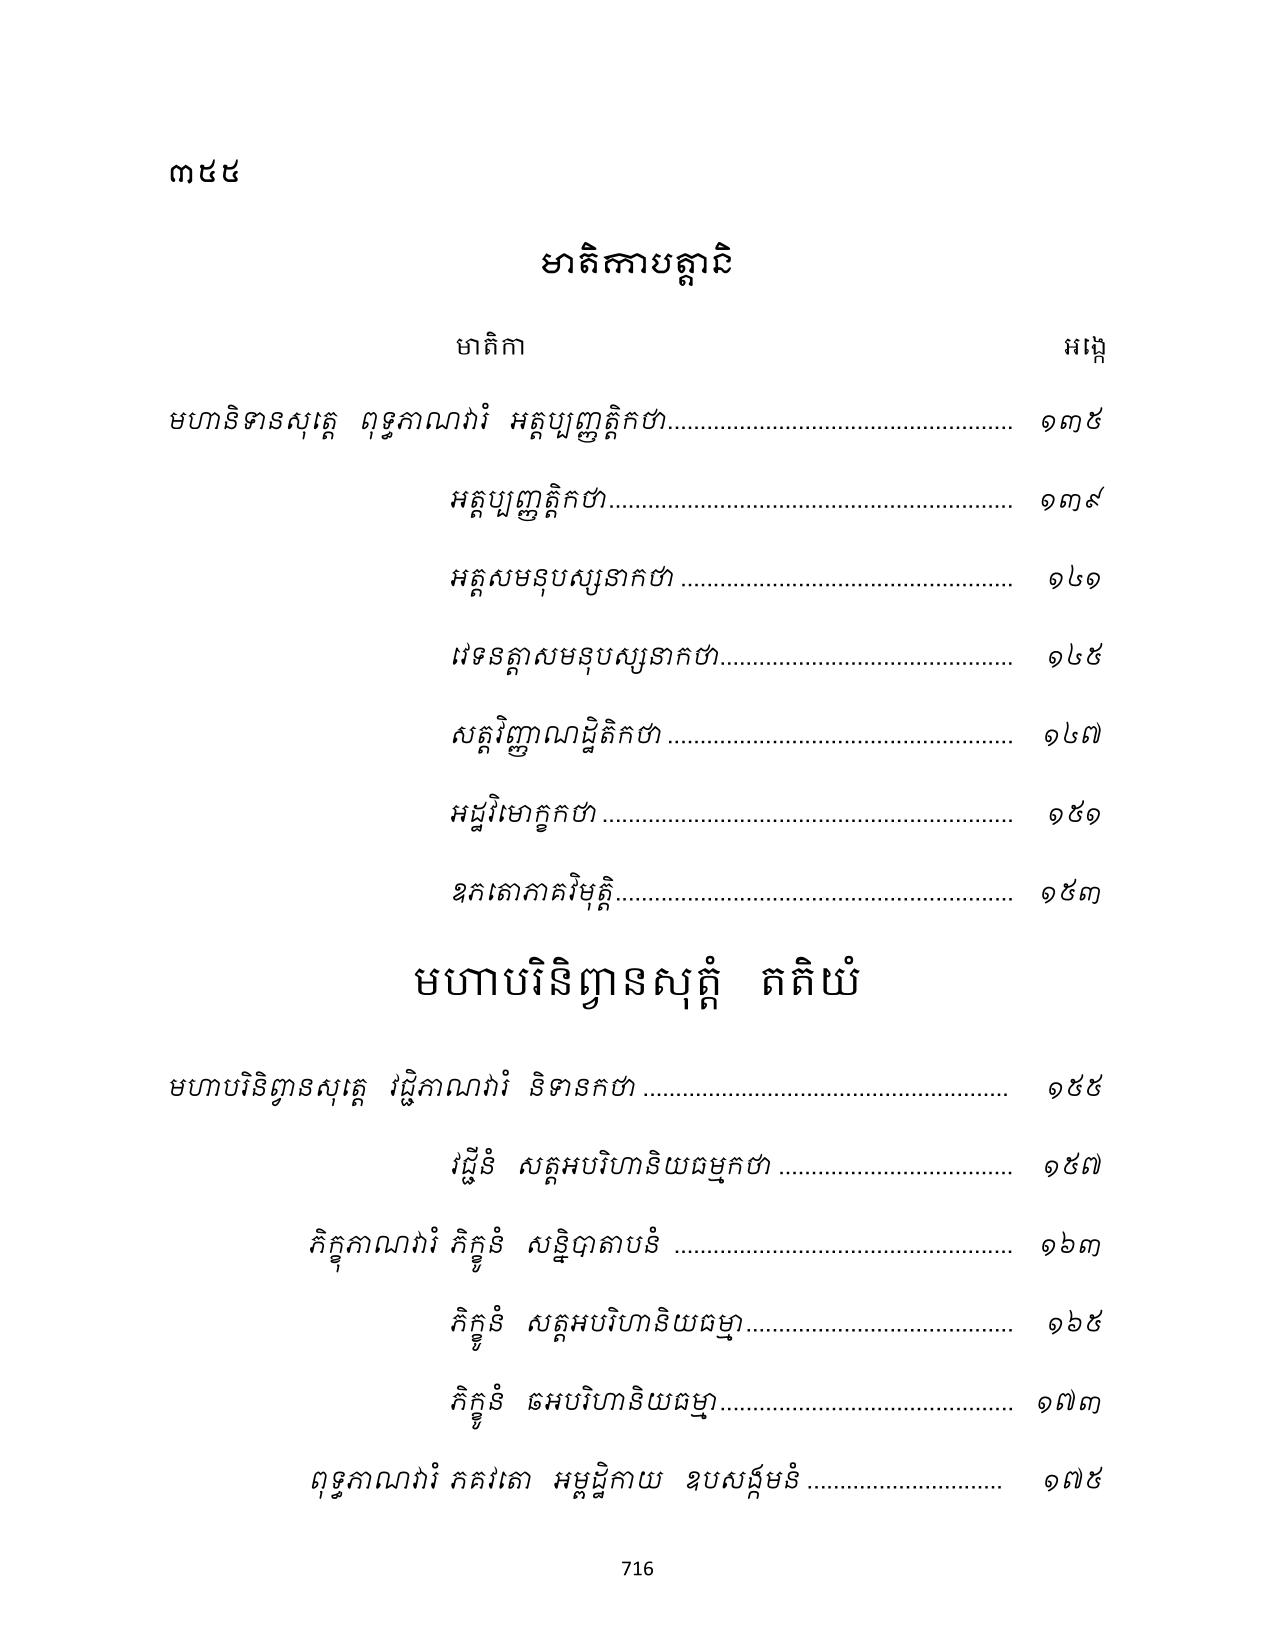 ៣៥៥
មាតិកាបត្តានិ
មាតិកា អង្កេ
មហានិទានសុត្តេ ពុទ្ធភាណវារំ អត្តប្បញ្ញត្តិកថា..................................................... ១៣៥
អត្តប្បញ្ញត្តិកថា.............................................................. ១៣៩
អត្តសមនុបស្សនាកថា ................................................... ១៤១
វេទនត្តាសមនុបស្សនាកថា............................................. ១៤៥
សត្តវិញ្ញាណដ្ឋិតិកថា ..................................................... ១៤៧
អដ្ឋវិមោក្ខកថា ............................................................... ១៥១
ឧភតោភាគវិមុត្តិ............................................................. ១៥៣
មហាបរិនិព្វានសុត្តំ តតិយំ
មហាបរិនិព្វានសុត្តេ វជ្ជិភាណវារំ និទានកថា ........................................................ ១៥៥
វជ្ជីនំ សត្តអបរិហានិយធម្មកថា .................................... ១៥៧
ភិក្ខុភាណវារំ ភិក្ខូនំ សន្និបាតាបនំ .................................................... ១៦៣
ភិក្ខូនំ សត្តអបរិហានិយធម្មា......................................... ១៦៥
ភិក្ខូនំ ឆអបរិហានិយធម្មា............................................. ១៧៣
ពុទ្ធភាណវារំ ភគវតោ អម្ពដ្ឋិកាយ ឧបសង្កមនំ .............................. ១៧៥
716